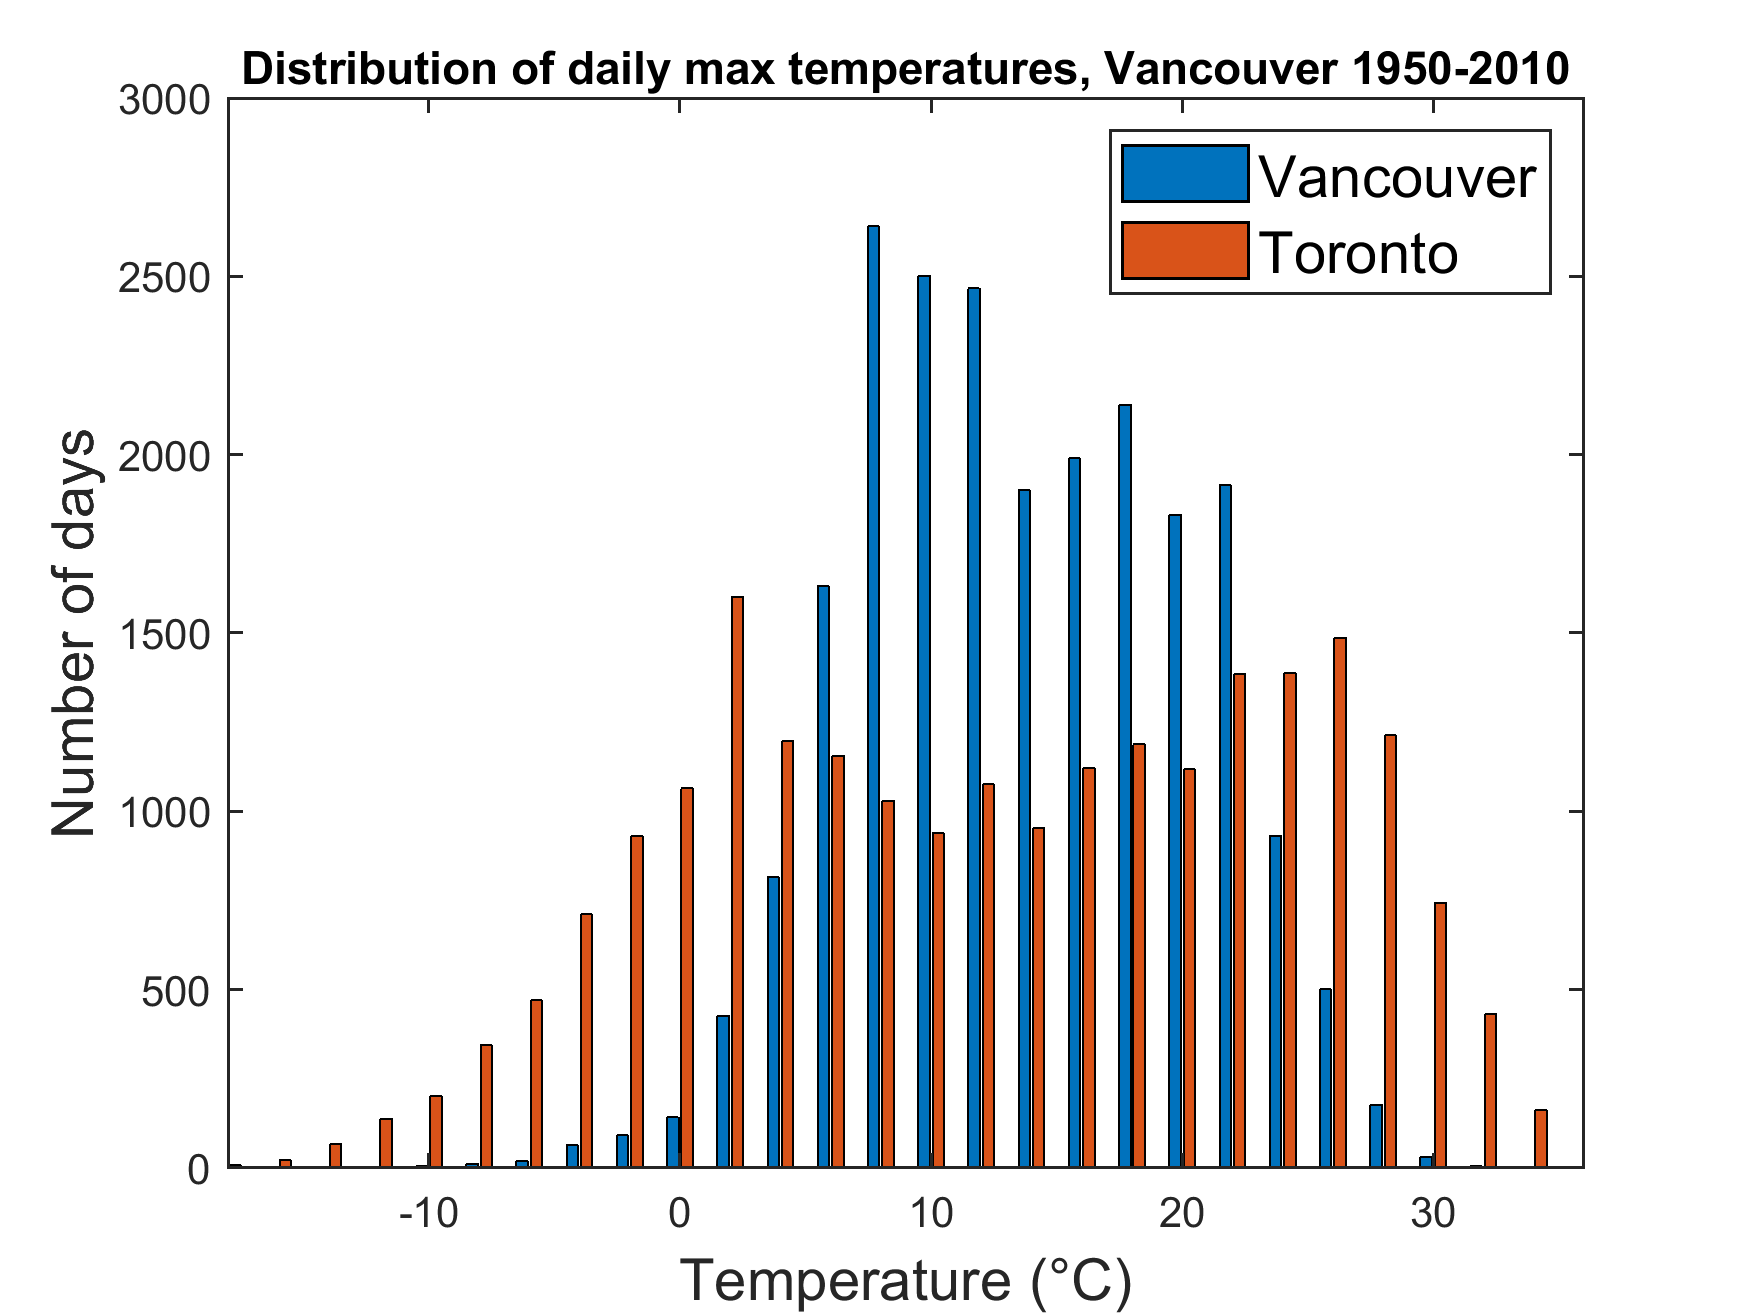 Distribution of daily max temperatures, Vancouver 1950-2010
3000
2500
2000
1500
1000
500
0
Number of days
Vancouver
Toronto
-10
0
10
20
30
Temperature (°C)